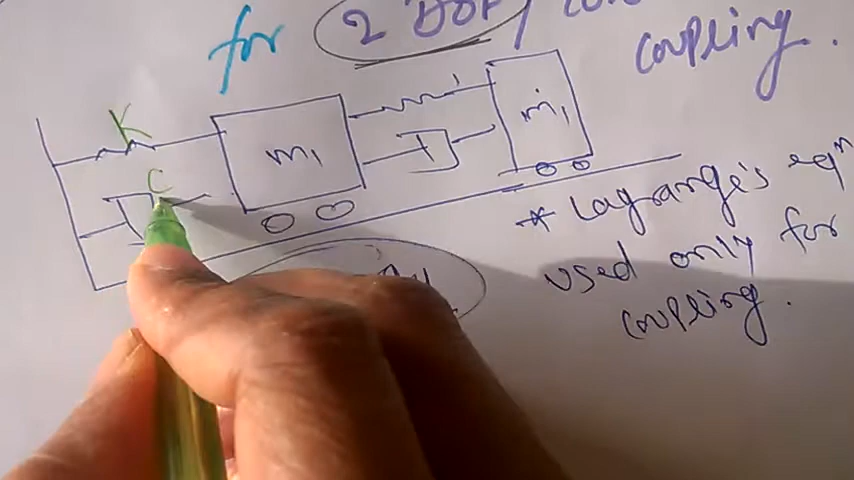 for 2 DOF,
coupling.
K
m1
m1
C
* Lagrange's eqn
used only for
coupling.